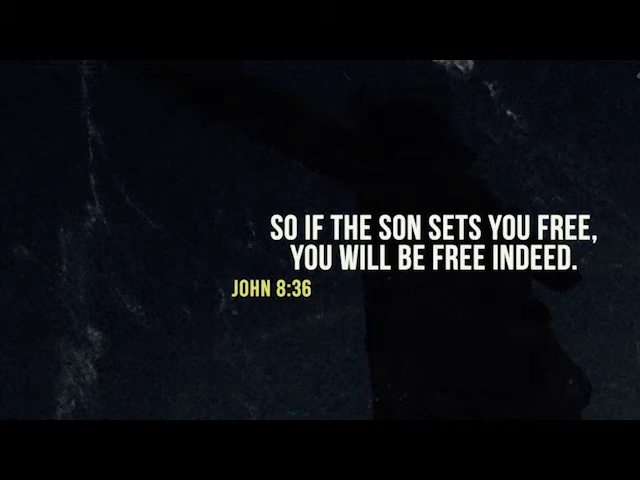 SO IF THE SON SETS YOU FREE,
YOU WILL BE FREE INDEED.
JOHN 8:36